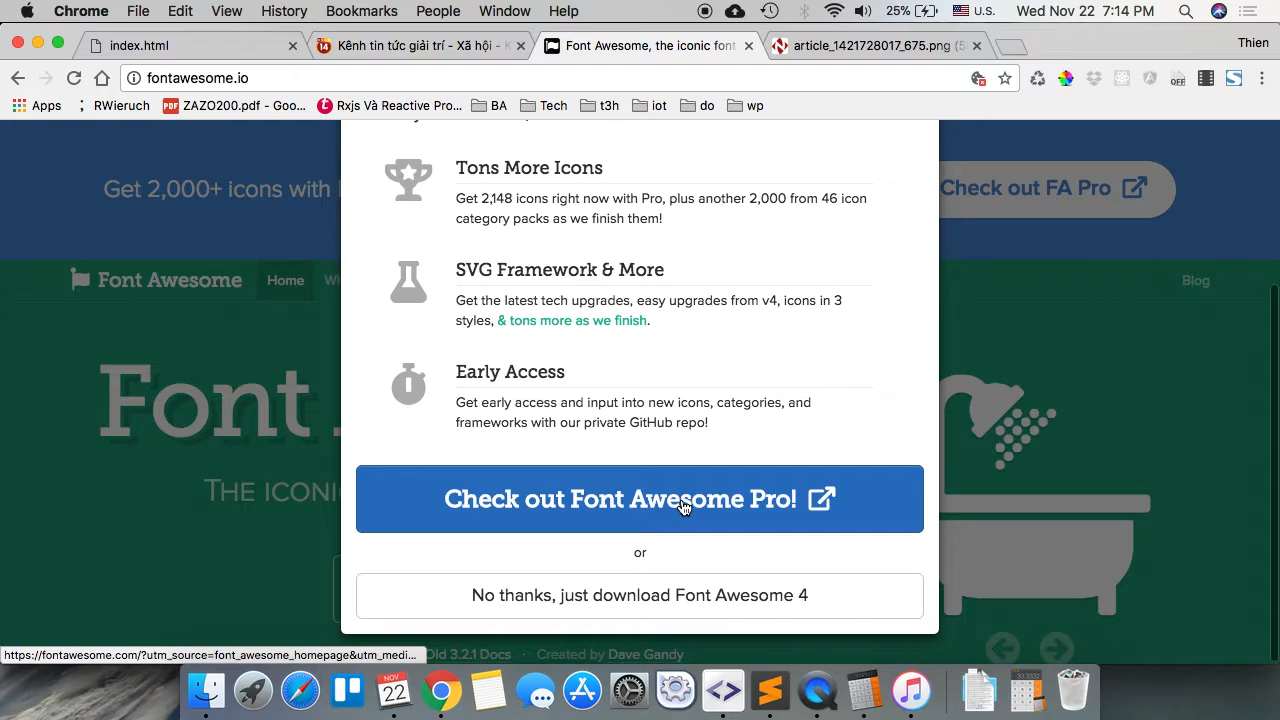 Chrome File Edit View History Bookmarks People Window Help 25% U.S. Wed Nov 22 7:14 PM
index.html Kênh tin tức giải trí - Xã hội - K Font Awesome, the iconic font article_1421728017_675.png (5 Thien
fontawesome.io
Apps RWieruch ZAZO200.pdf - Goo... Rxjs Và Reactive Pro... BA Tech t3h iot do wp
Tons More Icons
Get 2,148 icons right now with Pro, plus another 2,000 from 46 icon
category packs as we finish them!
Get 2,000+ icons with
Check out FA Pro
SVG Framework & More
Font Awesome Home Blog
Get the latest tech upgrades, easy upgrades from v4, icons in 3
styles, & tons more as we finish.
Early Access
Get early access and input into new icons, categories, and
frameworks with our private GitHub repo!
Font
THE ICONI
Check out Font Awesome Pro!
or
No thanks, just download Font Awesome 4
https://fontawesome.com/?utm_source=font_awesome_homepage&utm_medi...
Old 3.2.1 Docs · Created by Dave Gandy
NOV
22